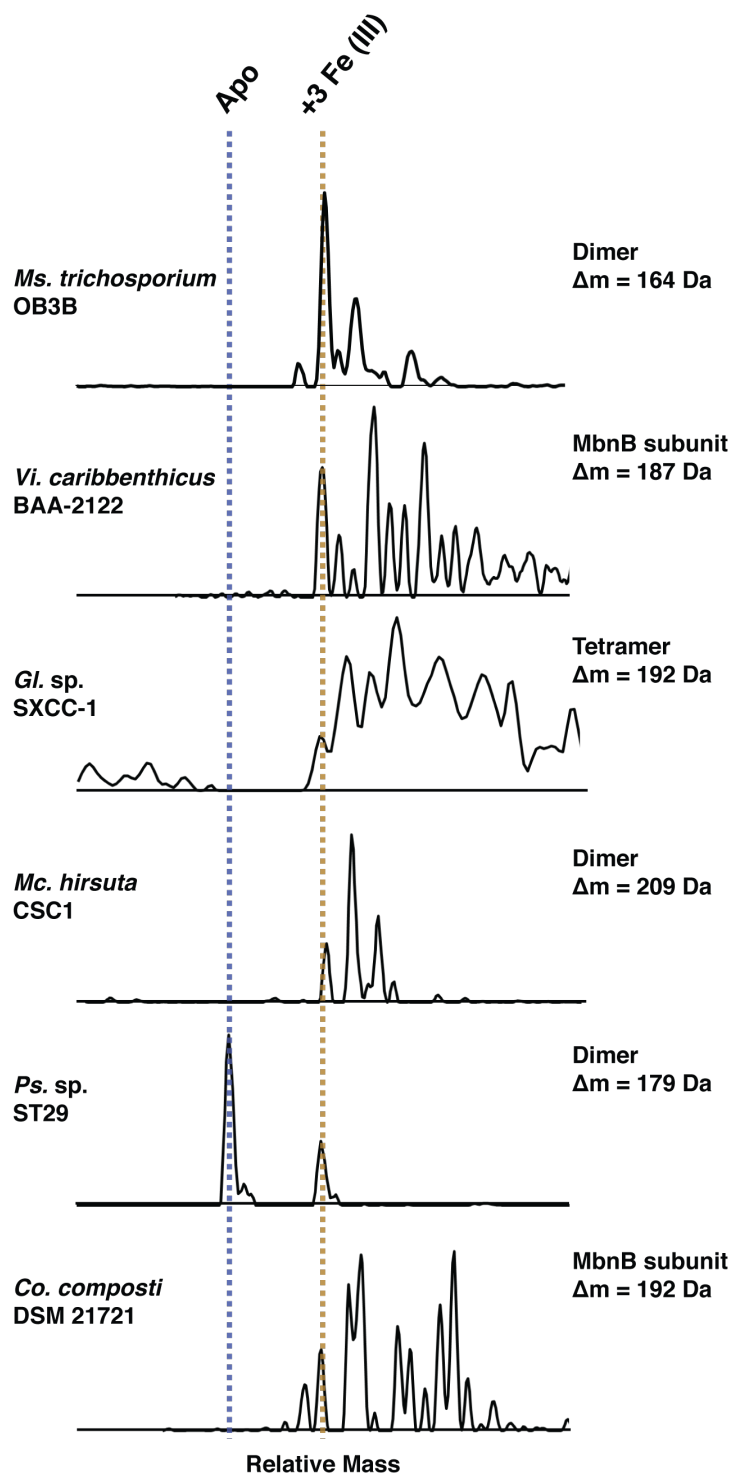 Apo
+3 Fe (III)
Ms. trichosporium
OB3B
Dimer
Δm = 164 Da
Vi. caribbenthicus
BAA-2122
MbnB subunit
Δm = 187 Da
Gl. sp.
SXCC-1
Tetramer
Δm = 192 Da
Mc. hirsuta
CSC1
Dimer
Δm = 209 Da
Ps. sp.
ST29
Dimer
Δm = 179 Da
Co. composti
DSM 21721
MbnB subunit
Δm = 192 Da
Relative Mass